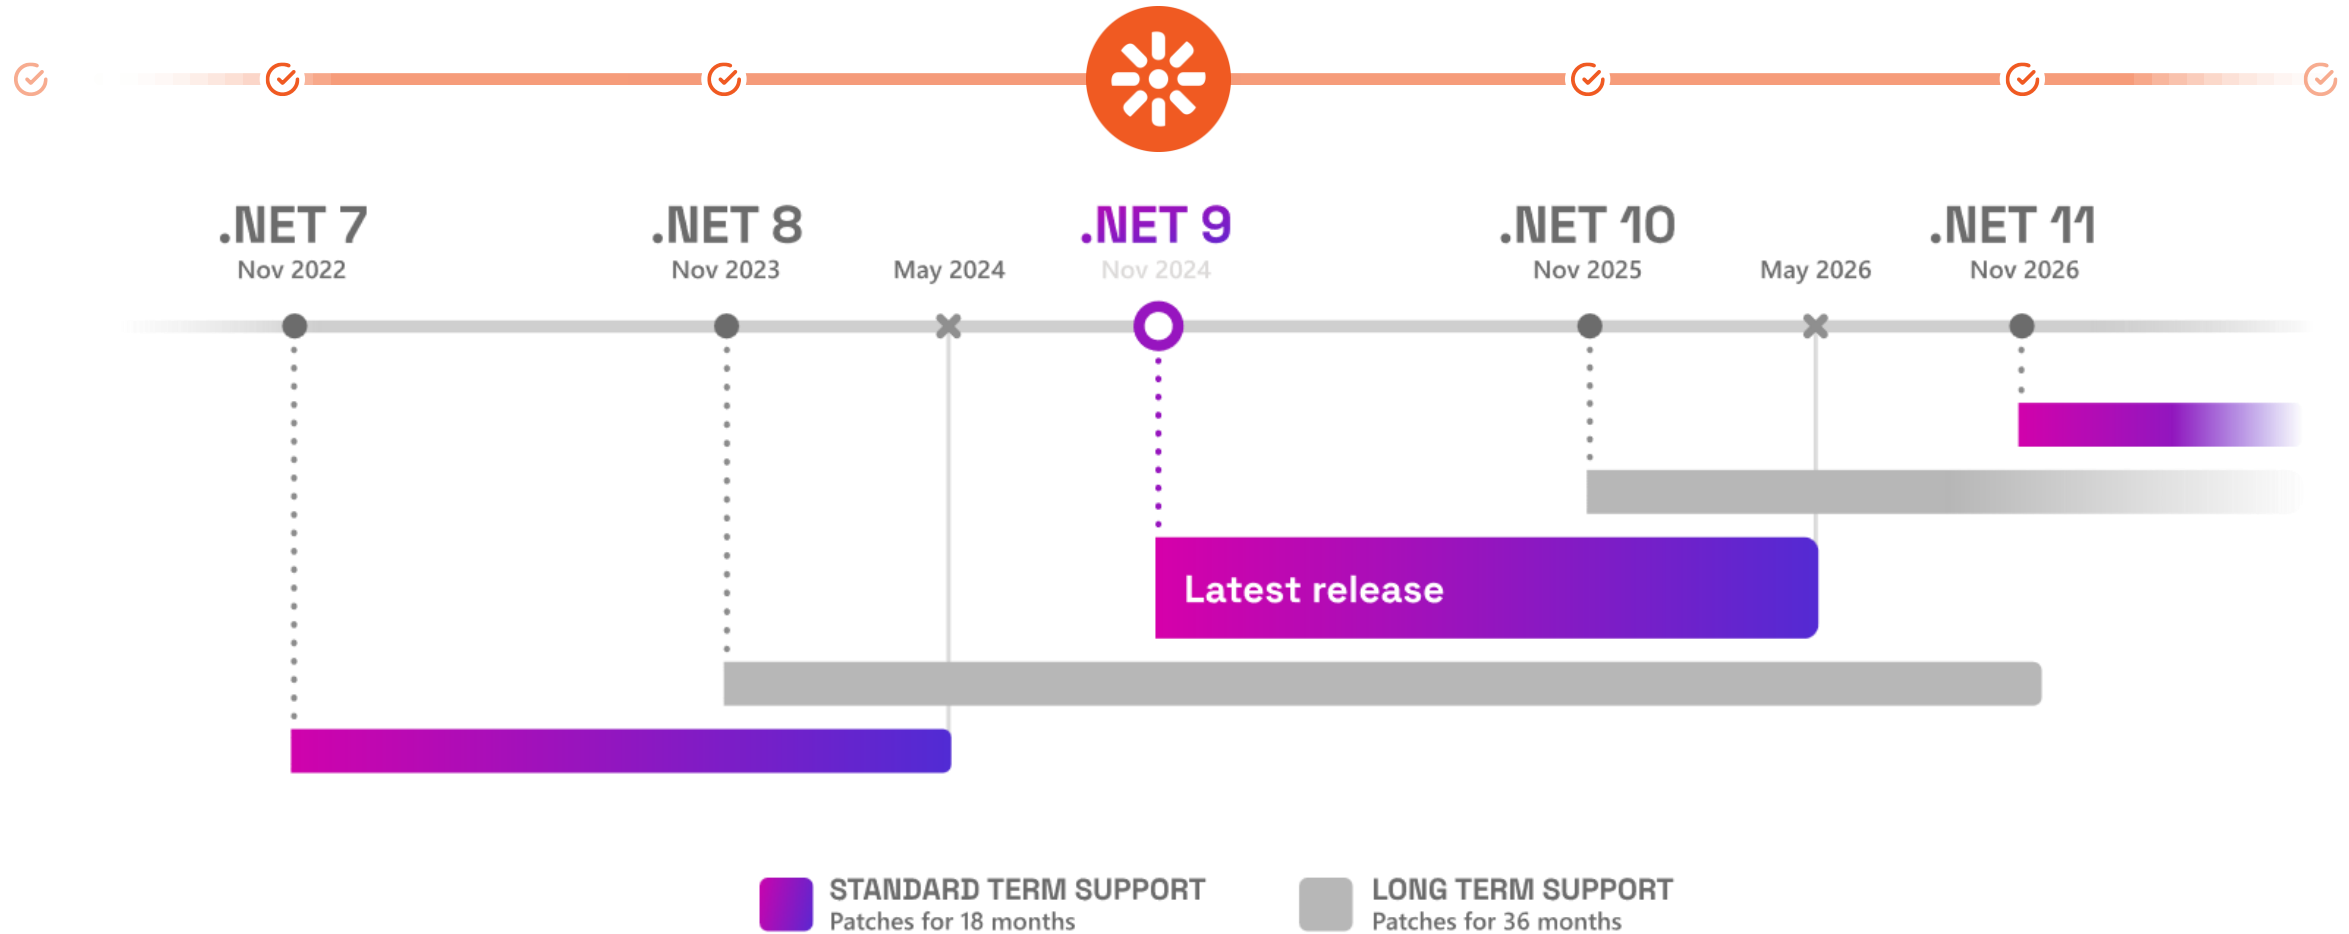 .NET 7
.NET 8
.NET 9
.NET 10
.NET 11
Nov 2022
Nov 2023
May 2024
Nov 2024
Nov 2025
May 2026
Nov 2026
Latest release
STANDARD TERM SUPPORT
Patches for 18 months
LONG TERM SUPPORT
Patches for 36 months